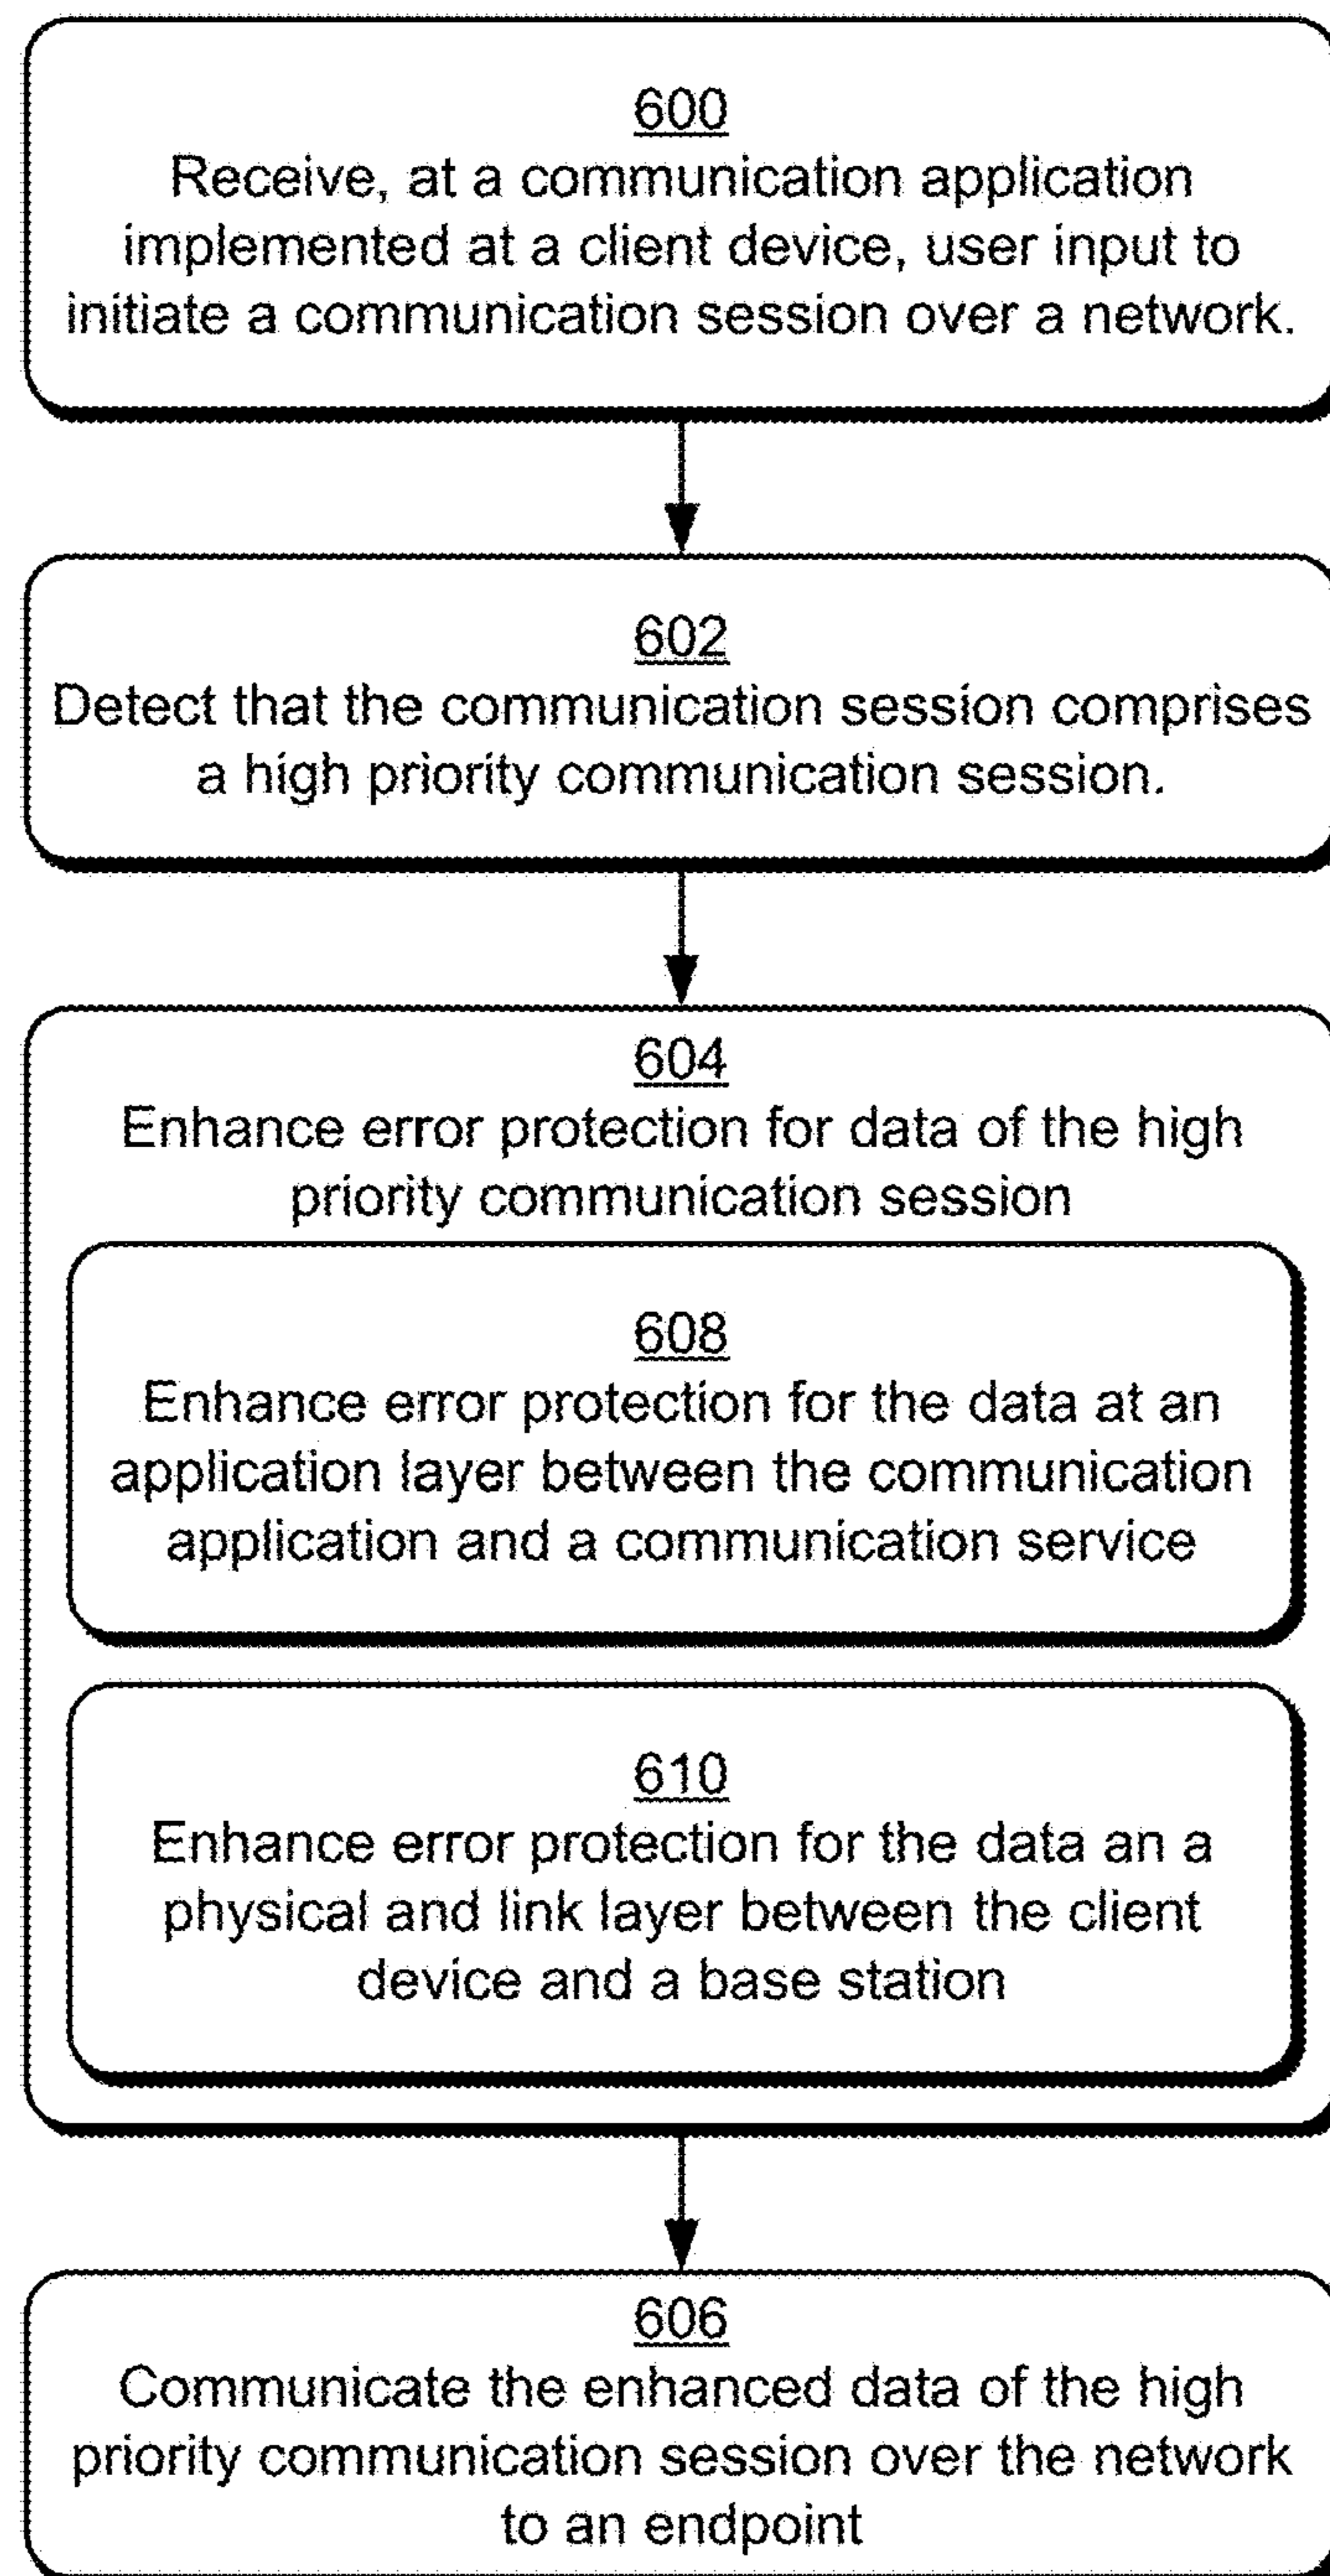 600
Receive, at a communication application
implemented at a client device, user input to
initiate a communication session over a network.
602
Detect that the communication session comprises
a high priority communication session.
604
Enhance error protection for data of the high
priority communication session
608
Enhance error protection for the data at an
application layer between the communication
application and a communication service
610
Enhance error protection for the data an a
physical and link layer between the client
device and a base station
606
Communicate the enhanced data of the high
priority communication session over the network
to an endpoint